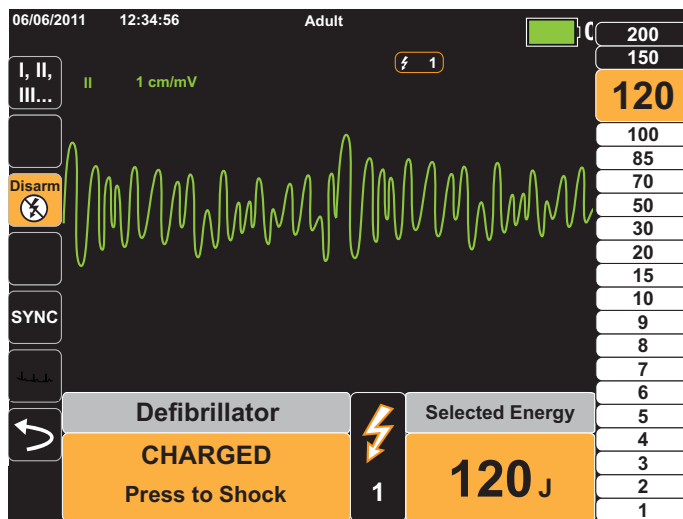 06/06/2011 12:34:56 Adult
1
I, II,
III...
II 1 cm/mV
Disarm
SYNC
Defibrillator
CHARGED
Press to Shock
1
Selected Energy
120 J
200
150
120
100
85
70
50
30
20
15
10
9
8
7
6
5
4
3
2
1